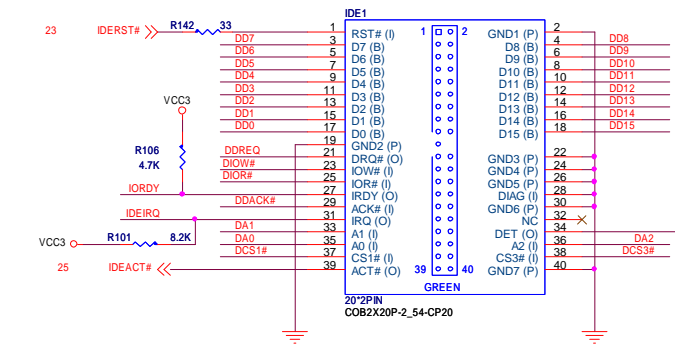 IDE1
23 IDERST# R142 33 1 RST# (I) 1 2 GND1 (P) 2
DD7 3 D7 (B) D8 (B) 4 DD8
DD6 5 D6 (B) D9 (B) 6 DD9
DD5 7 D5 (B) D10 (B) 8 DD10
DD4 9 D4 (B) D11 (B) 10 DD11
DD3 11 D3 (B) D12 (B) 12 DD12
VCC3 DD2 13 D2 (B) D13 (B) 14 DD13
DD1 15 D1 (B) D14 (B) 16 DD14
DD0 17 D0 (B) D15 (B) 18 DD15
19 GND2 (P)
R106 DDREQ 21 DRQ# (O) GND3 (P) 22
4.7K DIOW# 23 IOW# (I) GND4 (P) 24
DIOR# 25 IOR# (I) GND5 (P) 26
IORDY 27 IRDY (O) DIAG (I) 28
DDACK# 29 ACK# (I) GND6 (P) 30
IDEIRQ 31 IRQ (O) NC 32
DA1 33 A1 (I) DET (O) 34
VCC3 R101 8.2K DA0 35 A0 (I) A2 (I) 36 DA2
DCS1# 37 CS1# (I) CS3# (I) 38 DCS3#
25 IDEACT# 39 ACT# (O) 39 40 GND7 (P) 40
GREEN
20*2PIN
COB2X20P-2_54-CP20